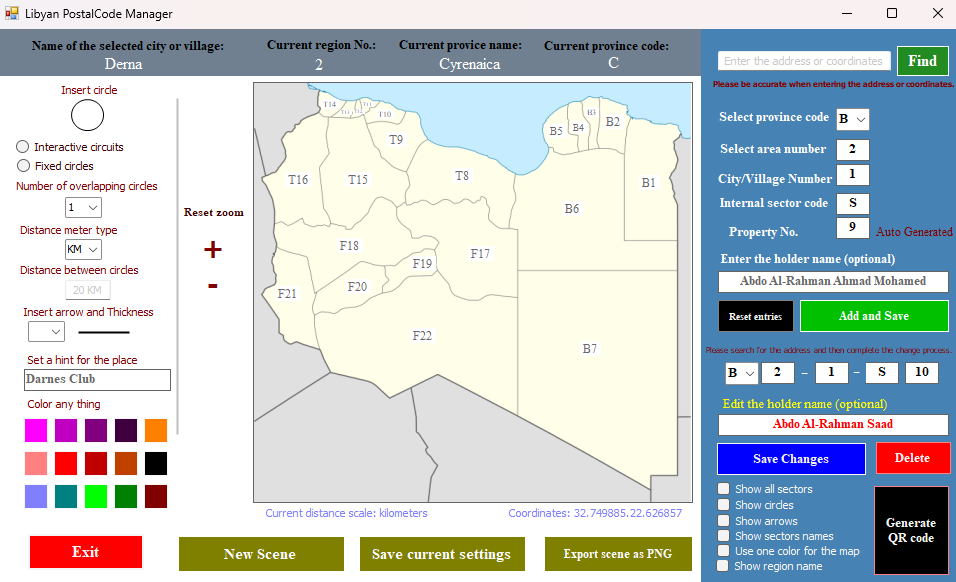 Libyan PostalCode Manager
Name of the selected city or village:
Derna
Current region No.:
2
Current provice name:
Cyrenaica
Current province code:
C
Insert circle
Interactive circuits
Fixed circles
Number of overlapping circles
1
Distance meter type
KM
Distance between circles
20 KM
Insert arrow and Thickness
Set a hint for the place
Darnes Club
Color any thing
Reset zoom
+
-
T14
T13
T12
T11
T10
T9
T16
T15
T8
F18
F19
F17
F20
F21
F22
B5
B4
B3
B2
B1
B6
B7
Current distance scale: kilometers
Coordinates: 32.749885.22.626857
Exit
New Scene
Save current settings
Export scene as PNG
Enter the address or coordinates
Find
Please be accurate when entering the address or coordinates.
Select province code
B
Select area number
2
City/Village Number
1
Internal sector code
S
Property No.
9
Auto Generated
Enter the holder name (optional)
Abdo Al-Rahman Ahmad Mohamed
Reset entries
Add and Save
Please search for the address and then complete the change process.
B 2 – 1 – S 10
Edit the holder name (optional)
Abdo Al-Rahman Saad
Save Changes
Delete
Show all sectors
Show circles
Show arrows
Show sectors names
Use one color for the map
Show region name
Generate
QR code